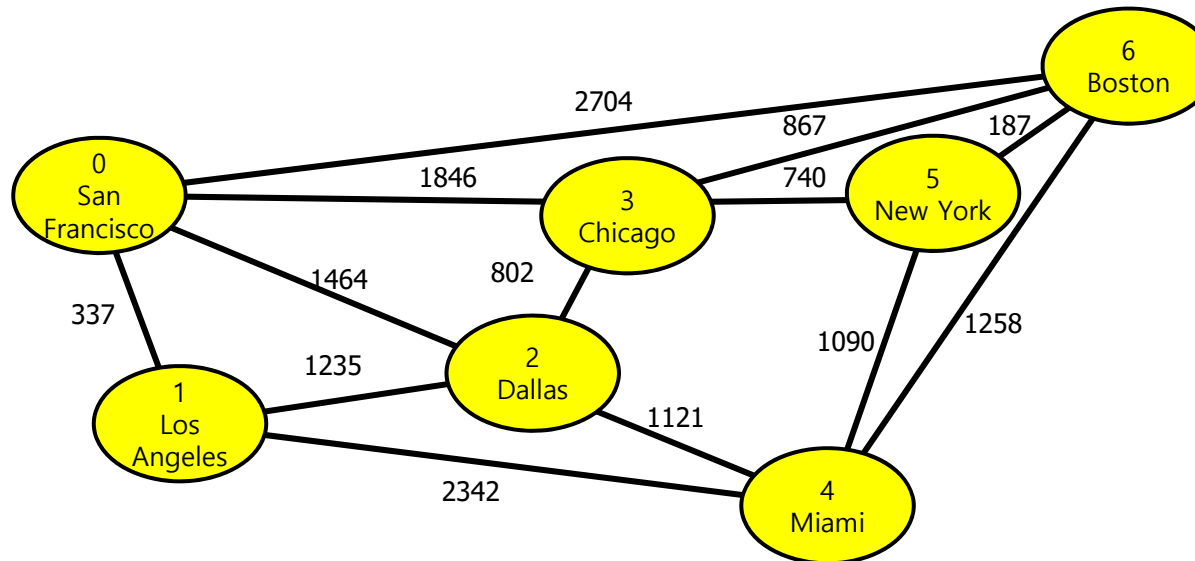 6
Boston
2704
867
187
0
San
Francisco
1846
3
Chicago
740
5
New York
1464
802
337
1235
2
Dallas
1090
1258
1
Los
Angeles
1121
2342
4
Miami